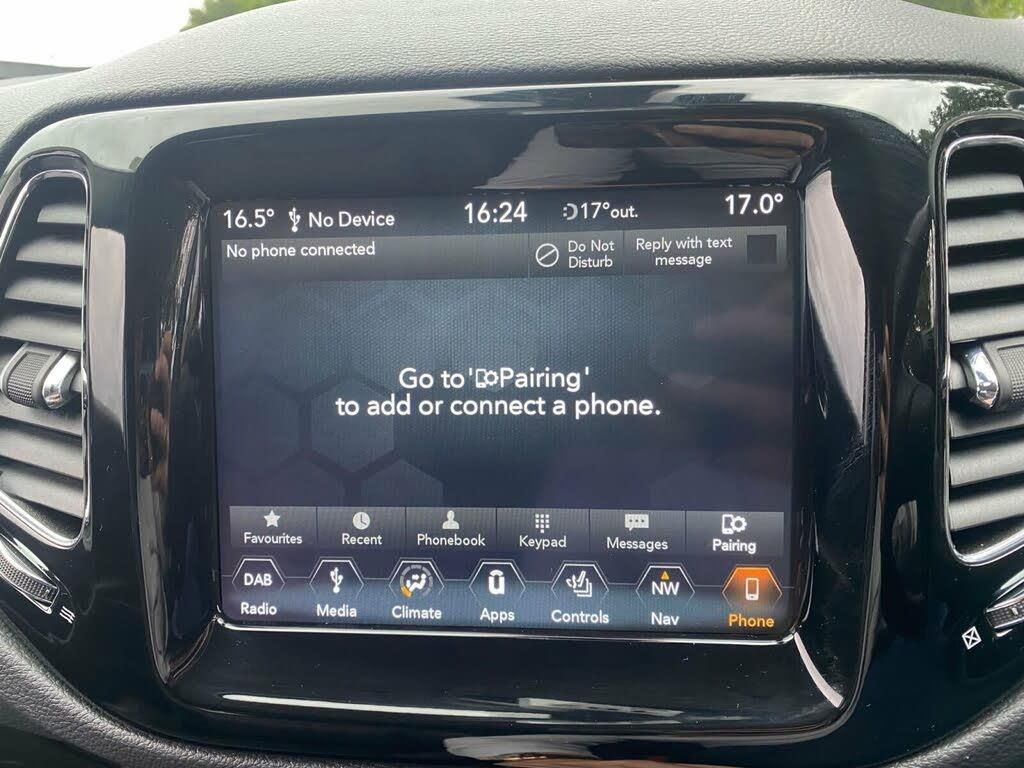 16.5° No Device 16:24 17°out. 17.0°
No phone connected
Do Not
Disturb
Reply with text
message
Go to 'Pairing'
to add or connect a phone.
Favourites Recent Phonebook Keypad Messages Pairing
DAB NW
Radio Media Climate Apps Controls Nav Phone